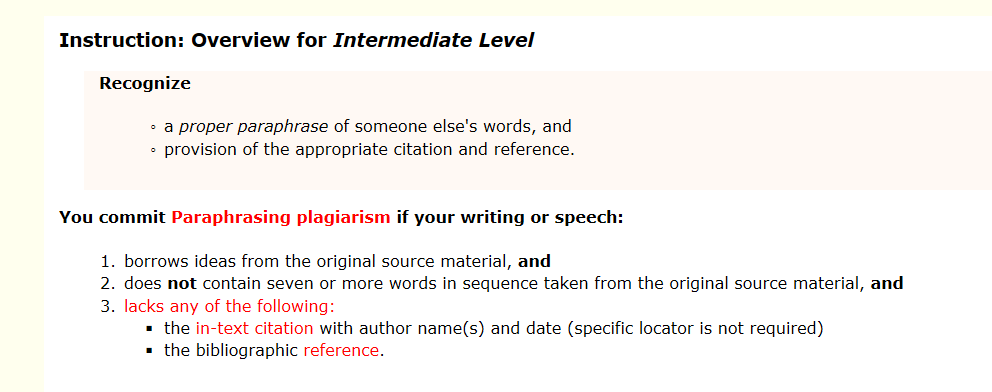 Instruction: Overview for Intermediate Level
Recognize
◦ a proper paraphrase of someone else's words, and
◦ provision of the appropriate citation and reference.
You commit Paraphrasing plagiarism if your writing or speech:
1. borrows ideas from the original source material, and
2. does not contain seven or more words in sequence taken from the original source material, and
3. lacks any of the following:
▪ the in-text citation with author name(s) and date (specific locator is not required)
▪ the bibliographic reference.